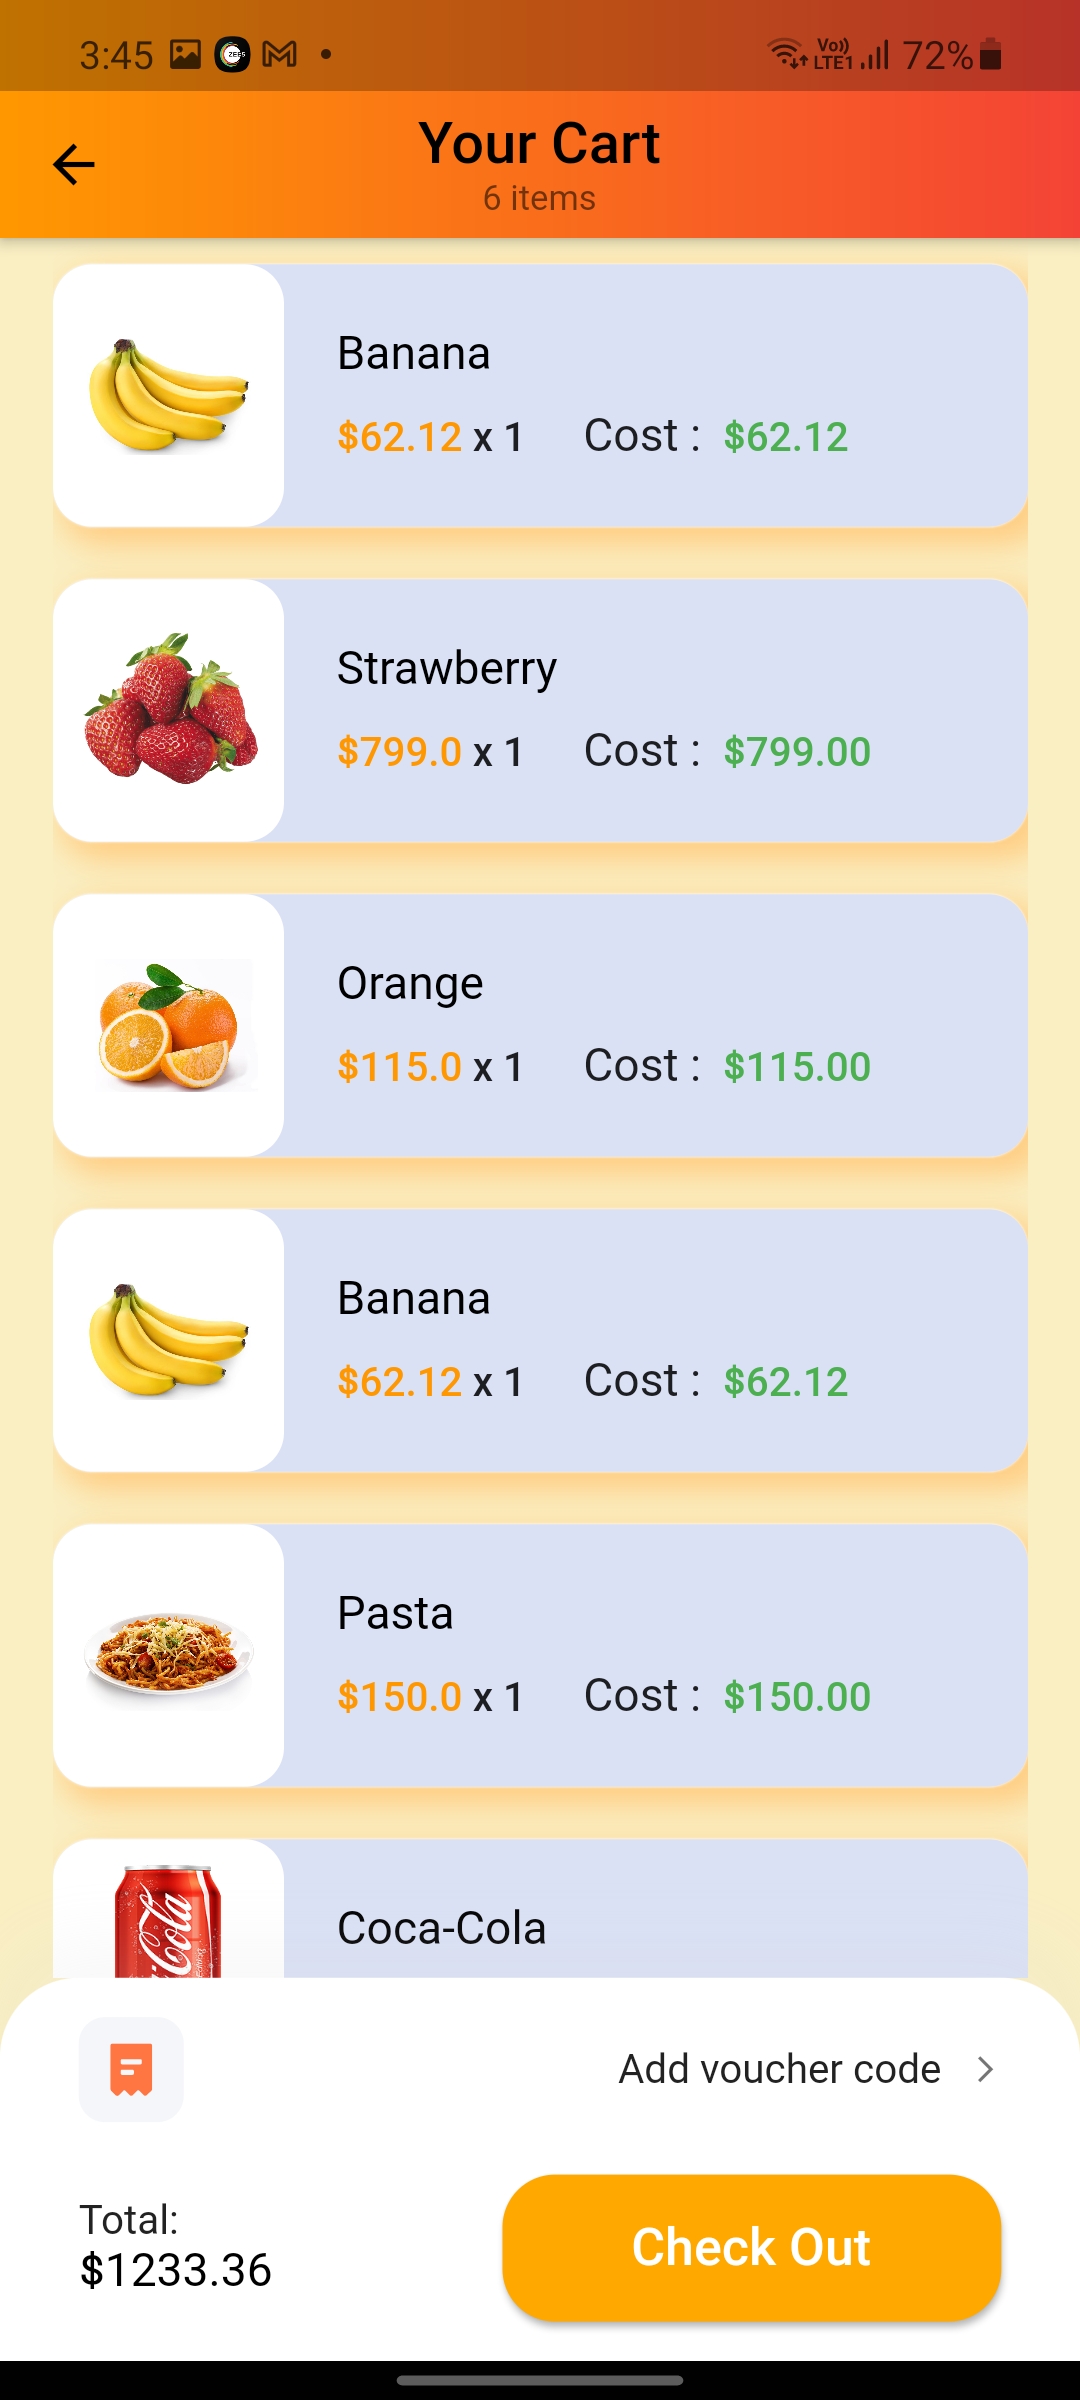 3:45 Vo)) LTE1 72%
Your Cart
6 items
Banana
$62.12 x 1 Cost : $62.12
Strawberry
$799.0 x 1 Cost : $799.00
Orange
$115.0 x 1 Cost : $115.00
Banana
$62.12 x 1 Cost : $62.12
Pasta
$150.0 x 1 Cost : $150.00
Coca-Cola
Add voucher code
Total:
$1233.36
Check Out